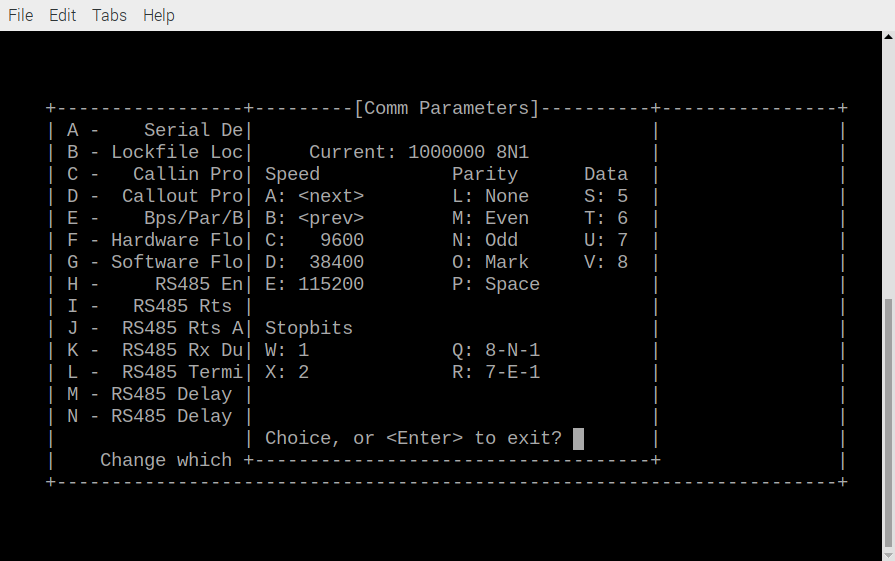 File Edit Tabs Help
+-----------------+---------[Comm Parameters]----------+----------------+
| A -    Serial De|                                    |                |
| B - Lockfile Loc|     Current: 1000000 8N1           |                |
| C -   Callin Pro| Speed            Parity      Data  |                |
| D -  Callout Pro| A: <next>        L: None     S: 5  |                |
| E -    Bps/Par/B| B: <prev>        M: Even     T: 6  |                |
| F - Hardware Flo| C:   9600        N: Odd      U: 7  |                |
| G - Software Flo| D:  38400        O: Mark     V: 8  |                |
| H -     RS485 En| E: 115200        P: Space          |                |
| I -   RS485 Rts |                                    |                |
| J -  RS485 Rts A| Stopbits                           |                |
| K -  RS485 Rx Du| W: 1             Q: 8-N-1          |                |
| L -  RS485 Termi| X: 2             R: 7-E-1          |                |
| M - RS485 Delay |                                    |                |
| N - RS485 Delay |                                    |                |
|                 | Choice, or <Enter> to exit?        |                |
|    Change which +------------------------------------+                |
+-----------------------------------------------------------------------+